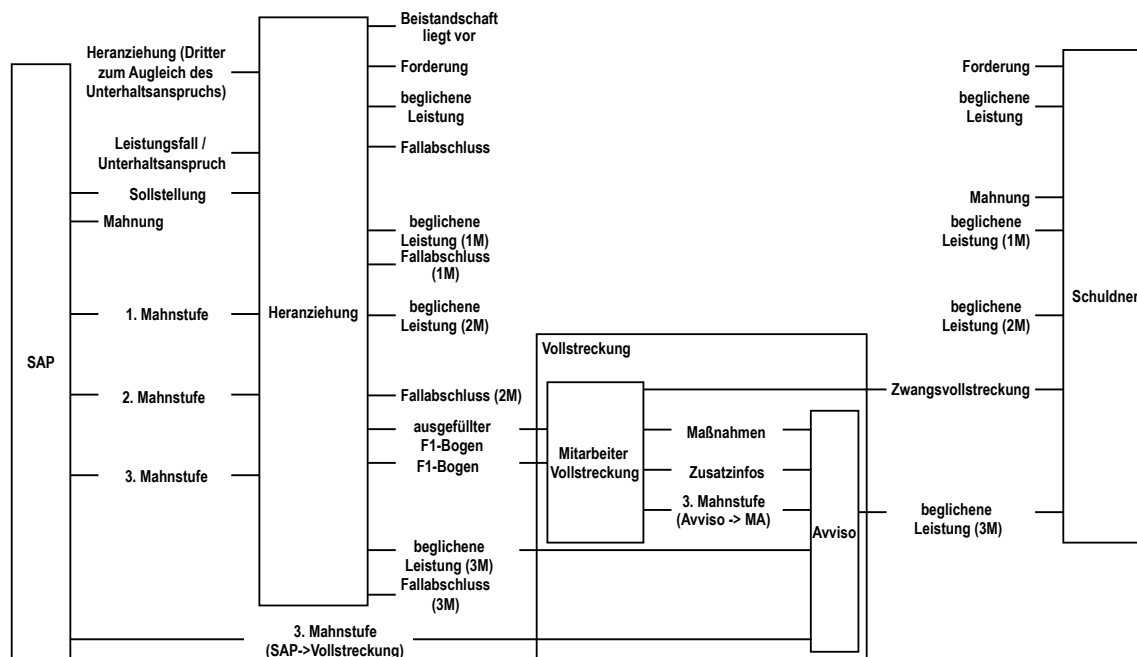 Beistandschaft
liegt vor
Heranziehung (Dritter
zum Augleich des
Unterhaltsanspruchs)
Forderung
Forderung
beglichene
Leistung
beglichene
Leistung
Leistungsfall /
Unterhaltsanspruch
Fallabschluss
Sollstellung
Mahnung
Mahnung
beglichene
Leistung (1M)
Fallabschluss
(1M)
beglichene
Leistung (1M)
Schuldner
1. Mahnstufe
Heranziehung
beglichene
Leistung (2M)
beglichene
Leistung (2M)
Vollstreckung
SAP
2. Mahnstufe
Fallabschluss (2M)
Zwangsvollstreckung
ausgefüllter
F1-Bogen
F1-Bogen
Mitarbeiter
Vollstreckung
Maßnahmen
Zusatzinfos
3. Mahnstufe
3. Mahnstufe
(Avviso -> MA)
Avviso
beglichene
Leistung (3M)
beglichene
Leistung (3M)
Fallabschluss
(3M)
3. Mahnstufe
(SAP->Vollstreckung)